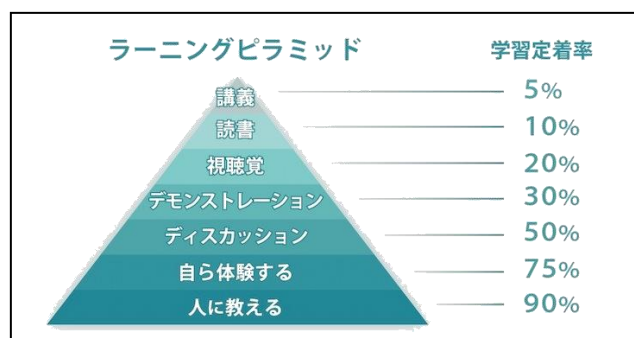 ラーニングピラミッド 学習定着率
講義 5%
読書 10%
視聴覚 20%
デモンストレーション 30%
ディスカッション 50%
自ら体験する 75%
人に教える 90%